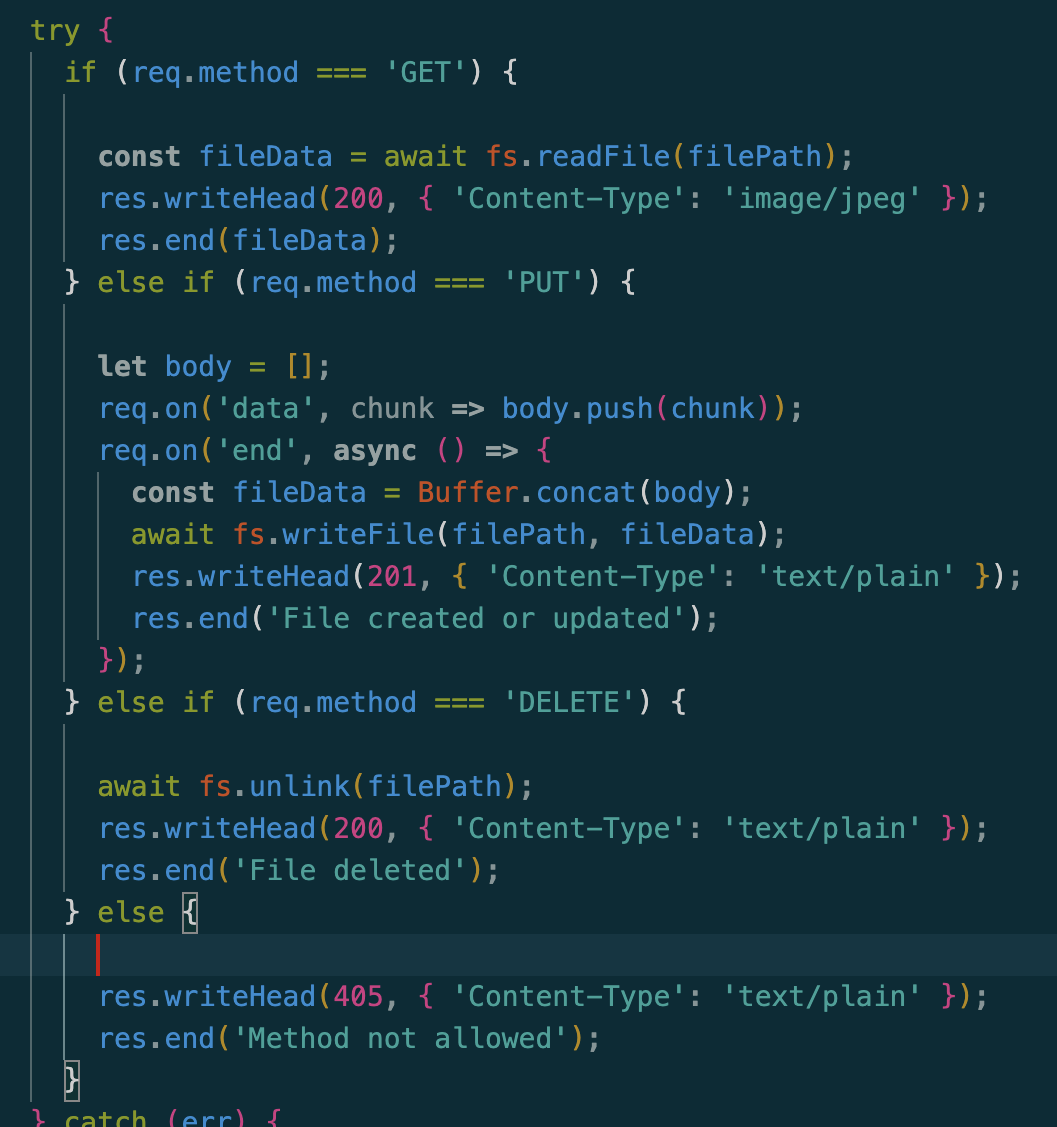 try {
if (req.method === 'GET') {
const fileData = await fs.readFile(filePath);
res.writeHead(200, { 'Content-Type': 'image/jpeg' });
res.end(fileData);
} else if (req.method === 'PUT') {
let body = [];
req.on('data', chunk => body.push(chunk));
req.on('end', async () => {
const fileData = Buffer.concat(body);
await fs.writeFile(filePath, fileData);
res.writeHead(201, { 'Content-Type': 'text/plain' });
res.end('File created or updated');
});
} else if (req.method === 'DELETE') {
await fs.unlink(filePath);
res.writeHead(200, { 'Content-Type': 'text/plain' });
res.end('File deleted');
} else {
res.writeHead(405, { 'Content-Type': 'text/plain' });
res.end('Method not allowed');
}
} catch (err) {